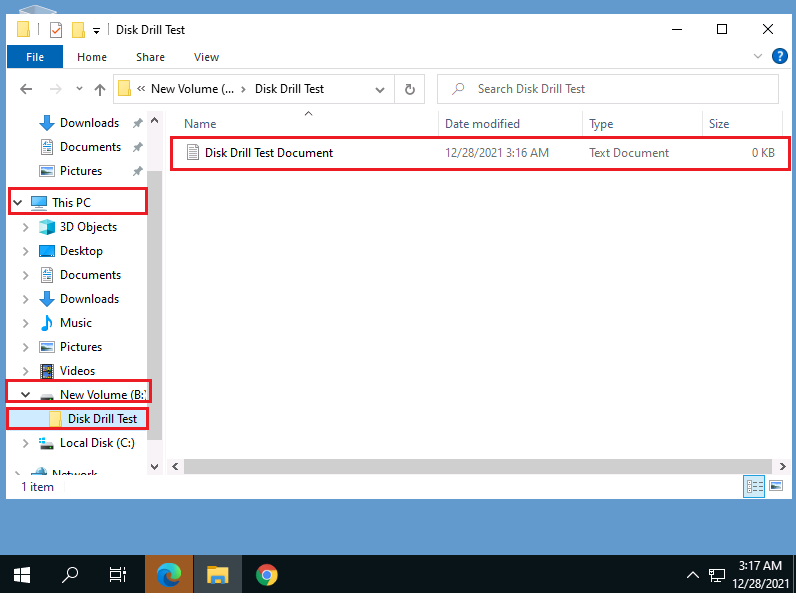 Disk Drill Test
File Home Share View
« New Volume (... › Disk Drill Test
Search Disk Drill Test
Downloads
Documents
Pictures
This PC
3D Objects
Desktop
Documents
Downloads
Music
Pictures
Videos
New Volume (B:)
Disk Drill Test
Local Disk (C:)
Network
Name Date modified Type Size
Disk Drill Test Document 12/28/2021 3:16 AM Text Document 0 KB
1 item
3:17 AM
12/28/2021